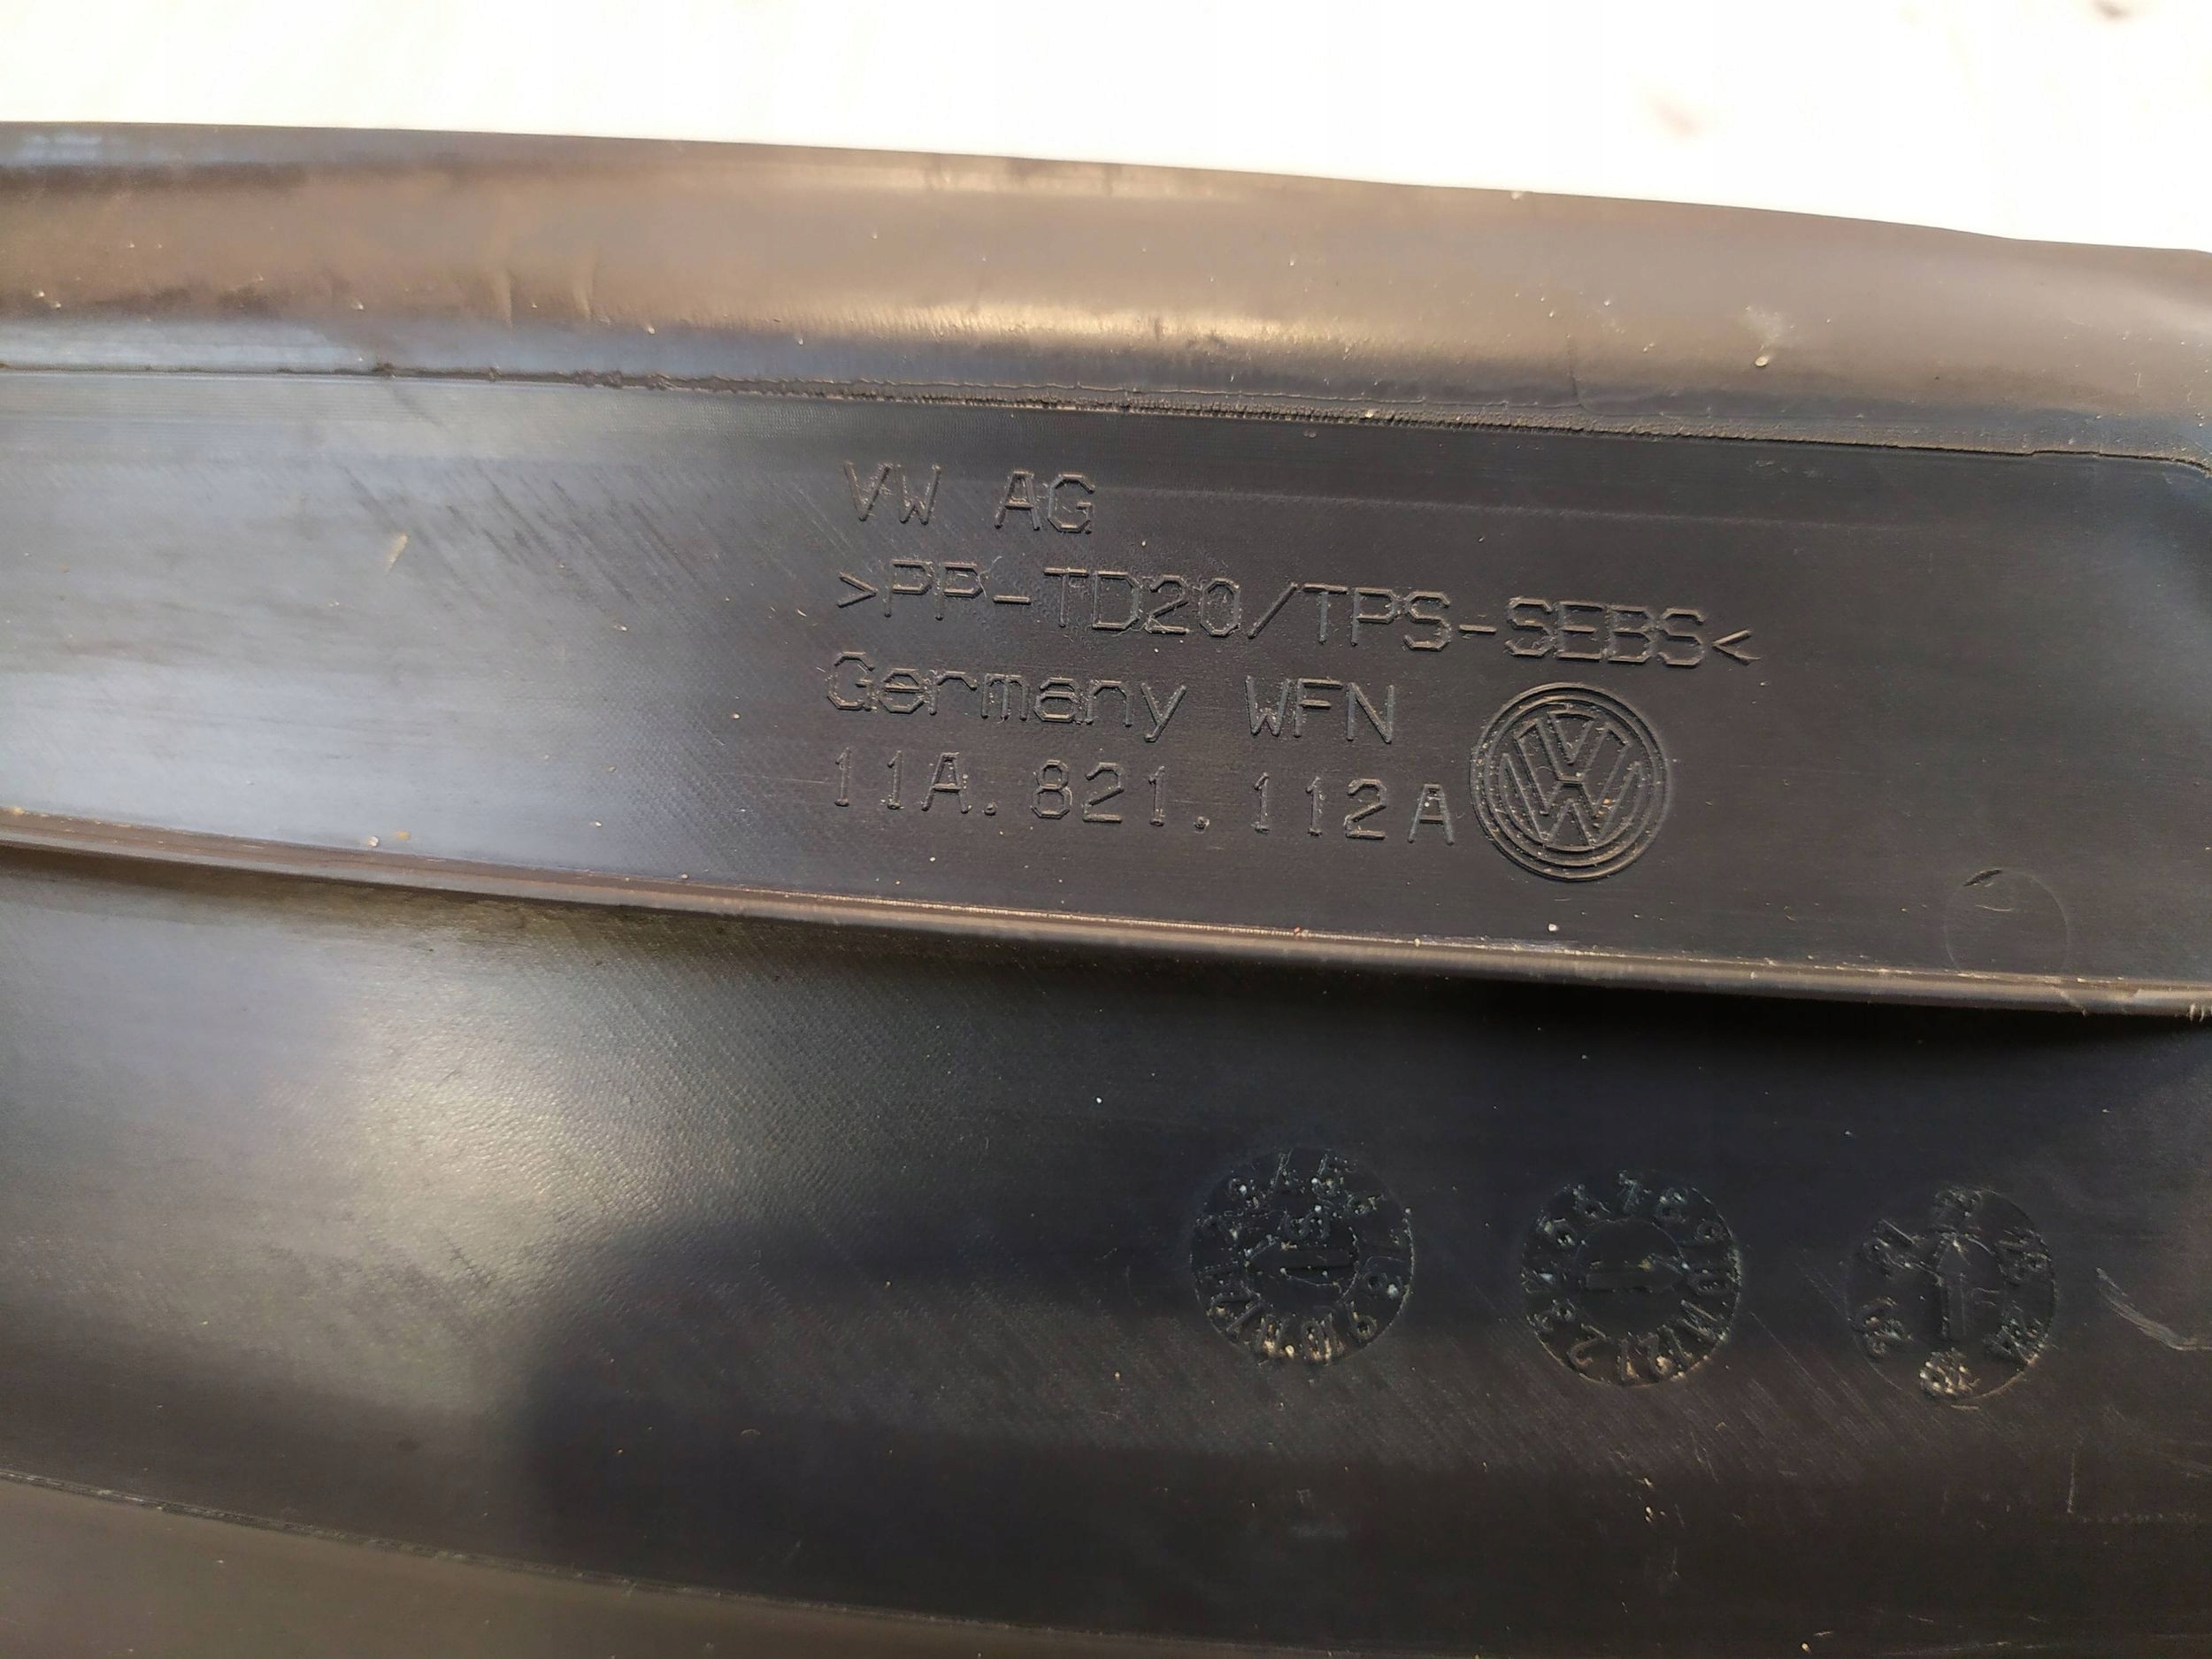 VW AG
>PP-TD20/TPS-SEBS<
Germany WFN
11A.821.112A